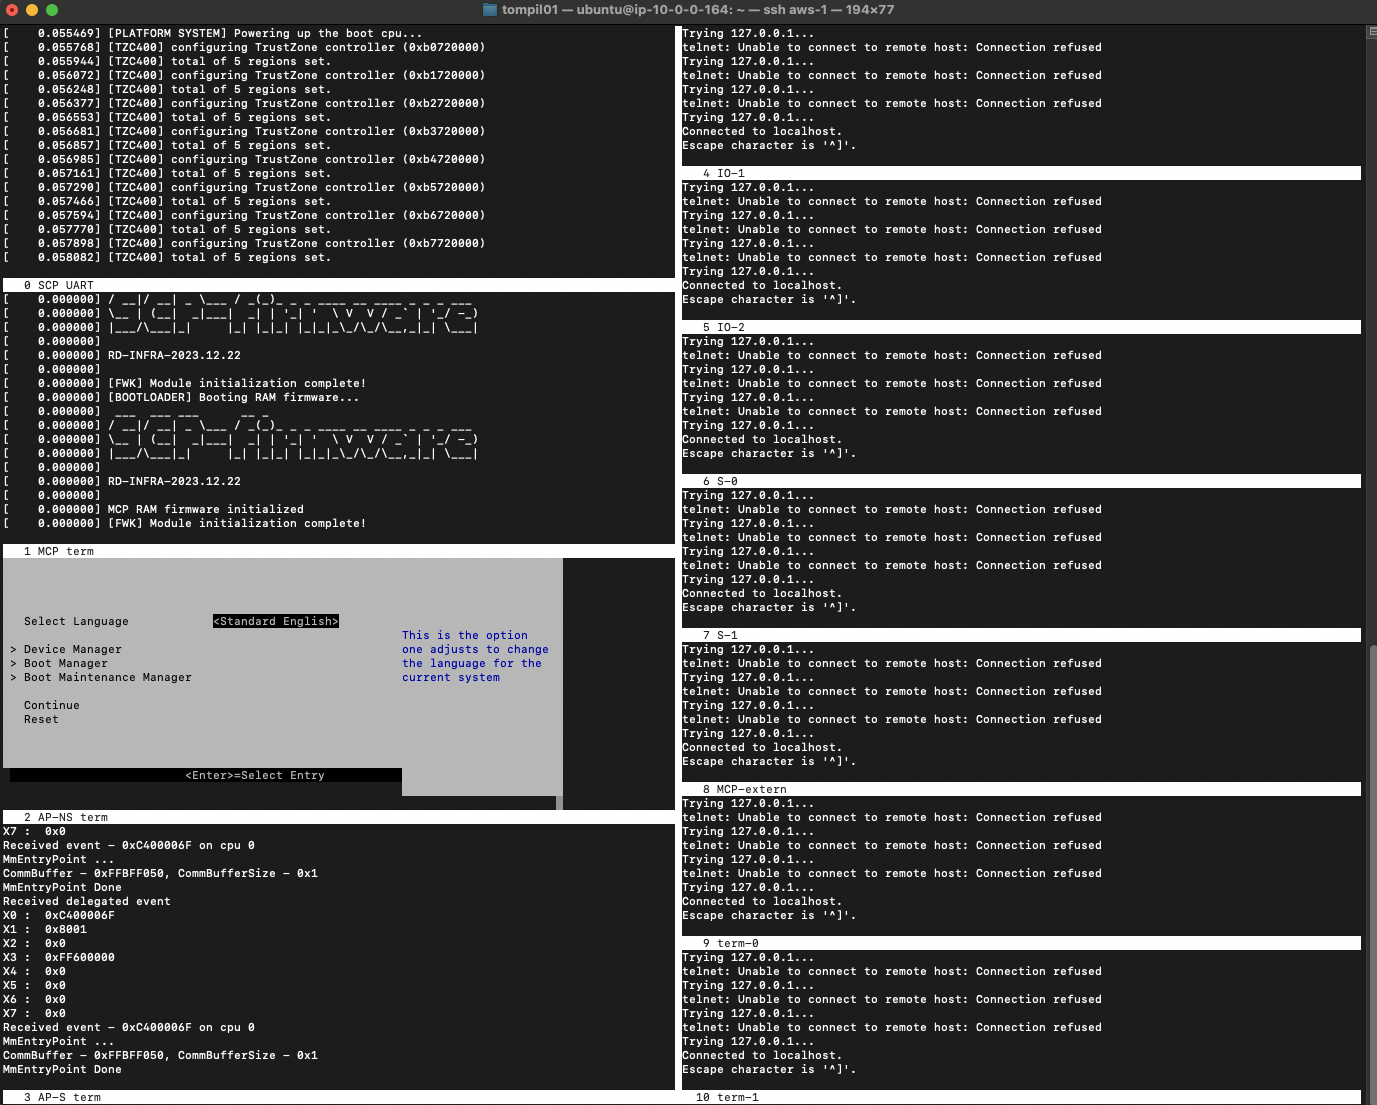 tompil01 — ubuntu@ip-10-0-0-164: ~ — ssh aws-1 — 194×77
[    0.055469] [PLATFORM SYSTEM] Powering up the boot cpu...
[    0.055768] [TZC400] configuring TrustZone controller (0xb0720000)
[    0.055944] [TZC400] total of 5 regions set.
[    0.056072] [TZC400] configuring TrustZone controller (0xb1720000)
[    0.056248] [TZC400] total of 5 regions set.
[    0.056377] [TZC400] configuring TrustZone controller (0xb2720000)
[    0.056553] [TZC400] total of 5 regions set.
[    0.056681] [TZC400] configuring TrustZone controller (0xb3720000)
[    0.056857] [TZC400] total of 5 regions set.
[    0.056985] [TZC400] configuring TrustZone controller (0xb4720000)
[    0.057161] [TZC400] total of 5 regions set.
[    0.057290] [TZC400] configuring TrustZone controller (0xb5720000)
[    0.057466] [TZC400] total of 5 regions set.
[    0.057594] [TZC400] configuring TrustZone controller (0xb6720000)
[    0.057770] [TZC400] total of 5 regions set.
[    0.057898] [TZC400] configuring TrustZone controller (0xb7720000)
[    0.058082] [TZC400] total of 5 regions set.
0 SCP UART
[    0.000000] / __|/ __| _ \___ / _(_)_ _ _ ____ __ ____ _ _ _ ___
[    0.000000] \__ | (__|  _|___|  _| | '_| '  \ V  V / _` | '_/ -_)
[    0.000000] |___/\___|_|     |_| |_|_| |_|_|_\_/\_/\__,_|_| \___|
[    0.000000]
[    0.000000] RD-INFRA-2023.12.22
[    0.000000]
[    0.000000] [FWK] Module initialization complete!
[    0.000000] [BOOTLOADER] Booting RAM firmware...
[    0.000000]  ___  ___ ___      __ _
[    0.000000] / __|/ __| _ \___ / _(_)_ _ _ ____ __ ____ _ _ _ ___
[    0.000000] \__ | (__|  _|___|  _| | '_| '  \ V  V / _` | '_/ -_)
[    0.000000] |___/\___|_|     |_| |_|_| |_|_|_\_/\_/\__,_|_| \___|
[    0.000000]
[    0.000000] RD-INFRA-2023.12.22
[    0.000000]
[    0.000000] MCP RAM firmware initialized
[    0.000000] [FWK] Module initialization complete!
1 MCP term
Select Language            <Standard English>
This is the option
> Device Manager                                        one adjusts to change
> Boot Manager                                          the language for the
> Boot Maintenance Manager                              current system
Continue
Reset
<Enter>=Select Entry
2 AP-NS term
X7 :  0x0
Received event - 0xC400006F on cpu 0
MmEntryPoint ...
CommBuffer - 0xFFBFF050, CommBufferSize - 0x1
MmEntryPoint Done
Received delegated event
X0 :  0xC400006F
X1 :  0x8001
X2 :  0x0
X3 :  0xFF600000
X4 :  0x0
X5 :  0x0
X6 :  0x0
X7 :  0x0
Received event - 0xC400006F on cpu 0
MmEntryPoint ...
CommBuffer - 0xFFBFF050, CommBufferSize - 0x1
MmEntryPoint Done
3 AP-S term
Trying 127.0.0.1...
telnet: Unable to connect to remote host: Connection refused
Trying 127.0.0.1...
telnet: Unable to connect to remote host: Connection refused
Trying 127.0.0.1...
telnet: Unable to connect to remote host: Connection refused
Trying 127.0.0.1...
Connected to localhost.
Escape character is '^]'.
4 IO-1
Trying 127.0.0.1...
telnet: Unable to connect to remote host: Connection refused
Trying 127.0.0.1...
telnet: Unable to connect to remote host: Connection refused
Trying 127.0.0.1...
telnet: Unable to connect to remote host: Connection refused
Trying 127.0.0.1...
Connected to localhost.
Escape character is '^]'.
5 IO-2
Trying 127.0.0.1...
telnet: Unable to connect to remote host: Connection refused
Trying 127.0.0.1...
telnet: Unable to connect to remote host: Connection refused
Trying 127.0.0.1...
telnet: Unable to connect to remote host: Connection refused
Trying 127.0.0.1...
Connected to localhost.
Escape character is '^]'.
6 S-0
Trying 127.0.0.1...
telnet: Unable to connect to remote host: Connection refused
Trying 127.0.0.1...
telnet: Unable to connect to remote host: Connection refused
Trying 127.0.0.1...
telnet: Unable to connect to remote host: Connection refused
Trying 127.0.0.1...
Connected to localhost.
Escape character is '^]'.
7 S-1
Trying 127.0.0.1...
telnet: Unable to connect to remote host: Connection refused
Trying 127.0.0.1...
telnet: Unable to connect to remote host: Connection refused
Trying 127.0.0.1...
telnet: Unable to connect to remote host: Connection refused
Trying 127.0.0.1...
Connected to localhost.
Escape character is '^]'.
8 MCP-extern
Trying 127.0.0.1...
telnet: Unable to connect to remote host: Connection refused
Trying 127.0.0.1...
telnet: Unable to connect to remote host: Connection refused
Trying 127.0.0.1...
telnet: Unable to connect to remote host: Connection refused
Trying 127.0.0.1...
Connected to localhost.
Escape character is '^]'.
9 term-0
Trying 127.0.0.1...
telnet: Unable to connect to remote host: Connection refused
Trying 127.0.0.1...
telnet: Unable to connect to remote host: Connection refused
Trying 127.0.0.1...
telnet: Unable to connect to remote host: Connection refused
Trying 127.0.0.1...
Connected to localhost.
Escape character is '^]'.
10 term-1